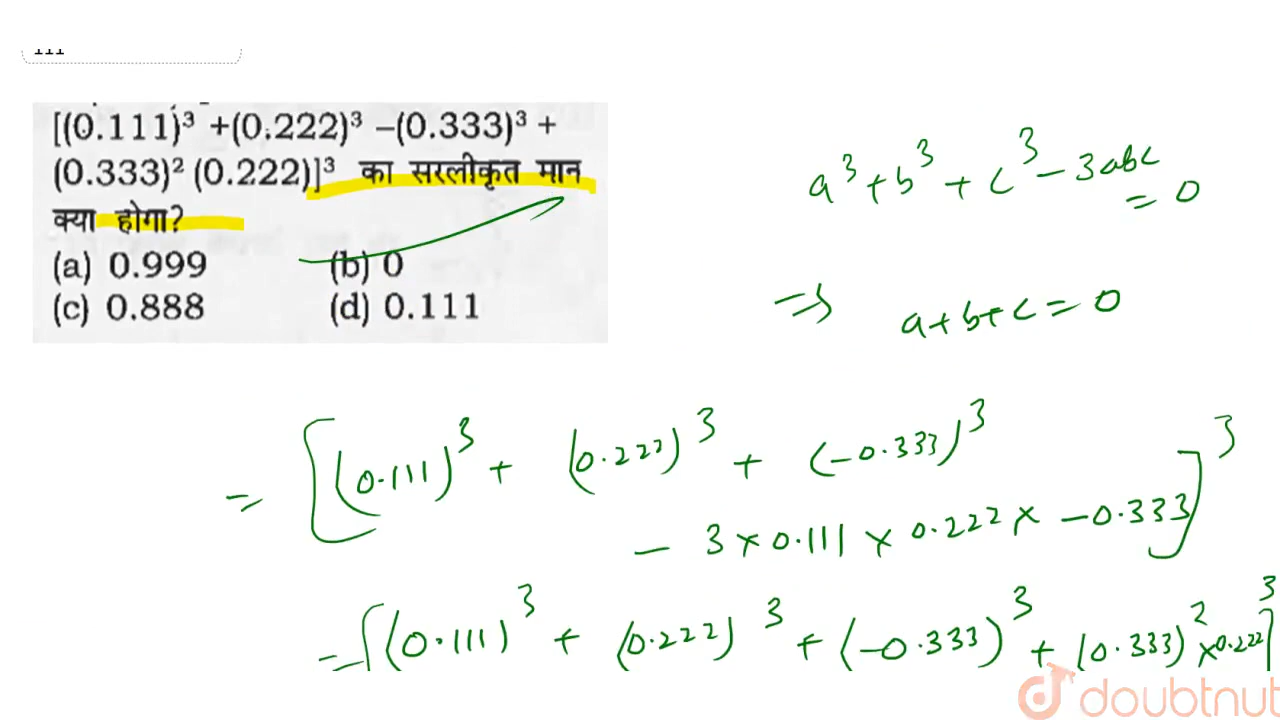 111
[(0.111)³ +(0.222)³ –(0.333)³ +
(0.333)² (0.222)]³ का सरलीकृत मान
क्या होगा?
(a) 0.999 (b) 0
(c) 0.888 (d) 0.111
a³ + b³ + c³ – 3abc
= 0
⇒ a + b + c = 0
= [(0.111)³ + (0.222)³ + (-0.333)³
– 3 × 0.111 × 0.222 × -0.333]³
= [(0.111)³ + (0.222)³ + (-0.333)³ + (0.333)² × 0.222]³
doubtnut